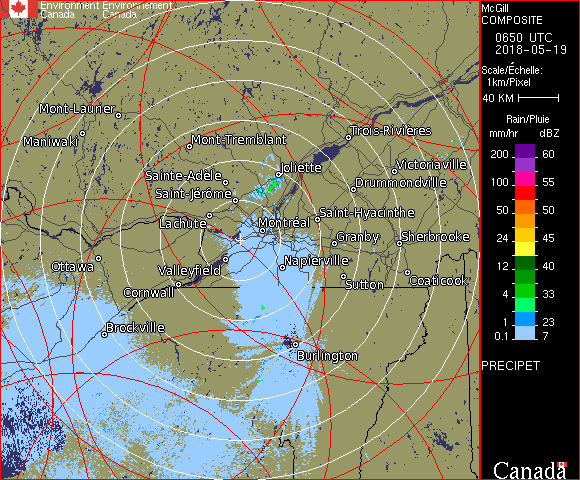 Environment Environnement
Canada Canada
McGill
COMPOSITE
0650 UTC
2018-05-19
Scale/Échelle:
1km/Pixel
40 KM
Rain/Pluie
mm/hr dBZ
200 60
100 55
50 50
24 45
12 40
4 33
1 23
0.1 7
PRECIPET
Canada
Mont-Laurier
Maniwaki
Mont-Tremblant
Trois-Rivières
Sainte-Adèle
Joliette
Victoriaville
Saint-Jérôme
Drummondville
Lachute
Montréal
Saint-Hyacinthe
Granby
Sherbrooke
Ottawa
Valleyfield
Napierville
Cornwall
Sutton
Coaticook
Brockville
Burlington